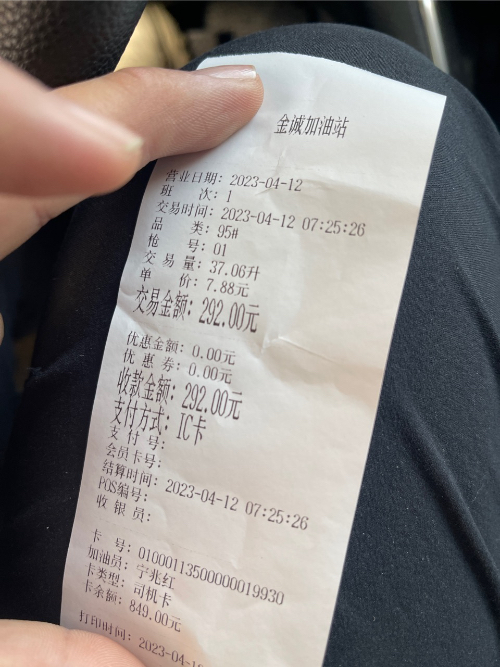 金诚加油站
营业日期: 2023-04-12
班 次: 1
交易时间: 2023-04-12 07:25:26
品 类: 95#
枪 号: 01
交 易 量: 37.06升
单 价: 7.88元
交易金额: 292.00元
优惠金额: 0.00元
优 惠 券: 0.00元
收款金额: 292.00元
支付方式: IC卡
支 付 号:
会员卡号:
结算时间: 2023-04-12 07:25:26
POS编号:
收 银 员:
卡 号: 01000113500000019930
加油员: 宁兆红
卡类型: 司机卡
卡余额: 849.00元
打印时间: 2023-04-1